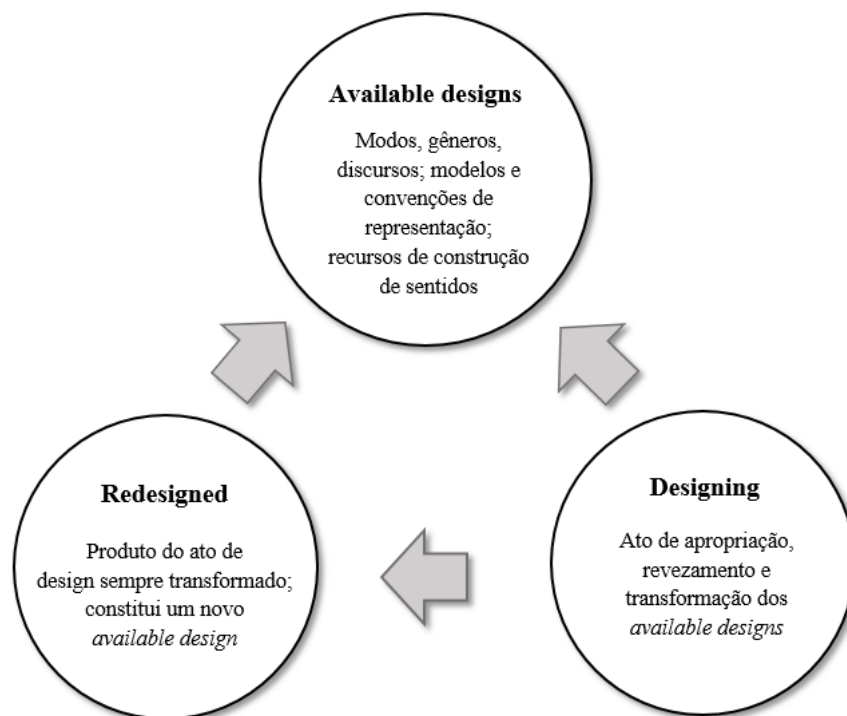 Available designs
Modos, gêneros,
discursos; modelos e
convenções de
representação;
recursos de construção
de sentidos
Redesigned
Produto do ato de
design sempre transformado;
constitui um novo
available design
Designing
Ato de apropriação,
revezamento e
transformação dos
available designs